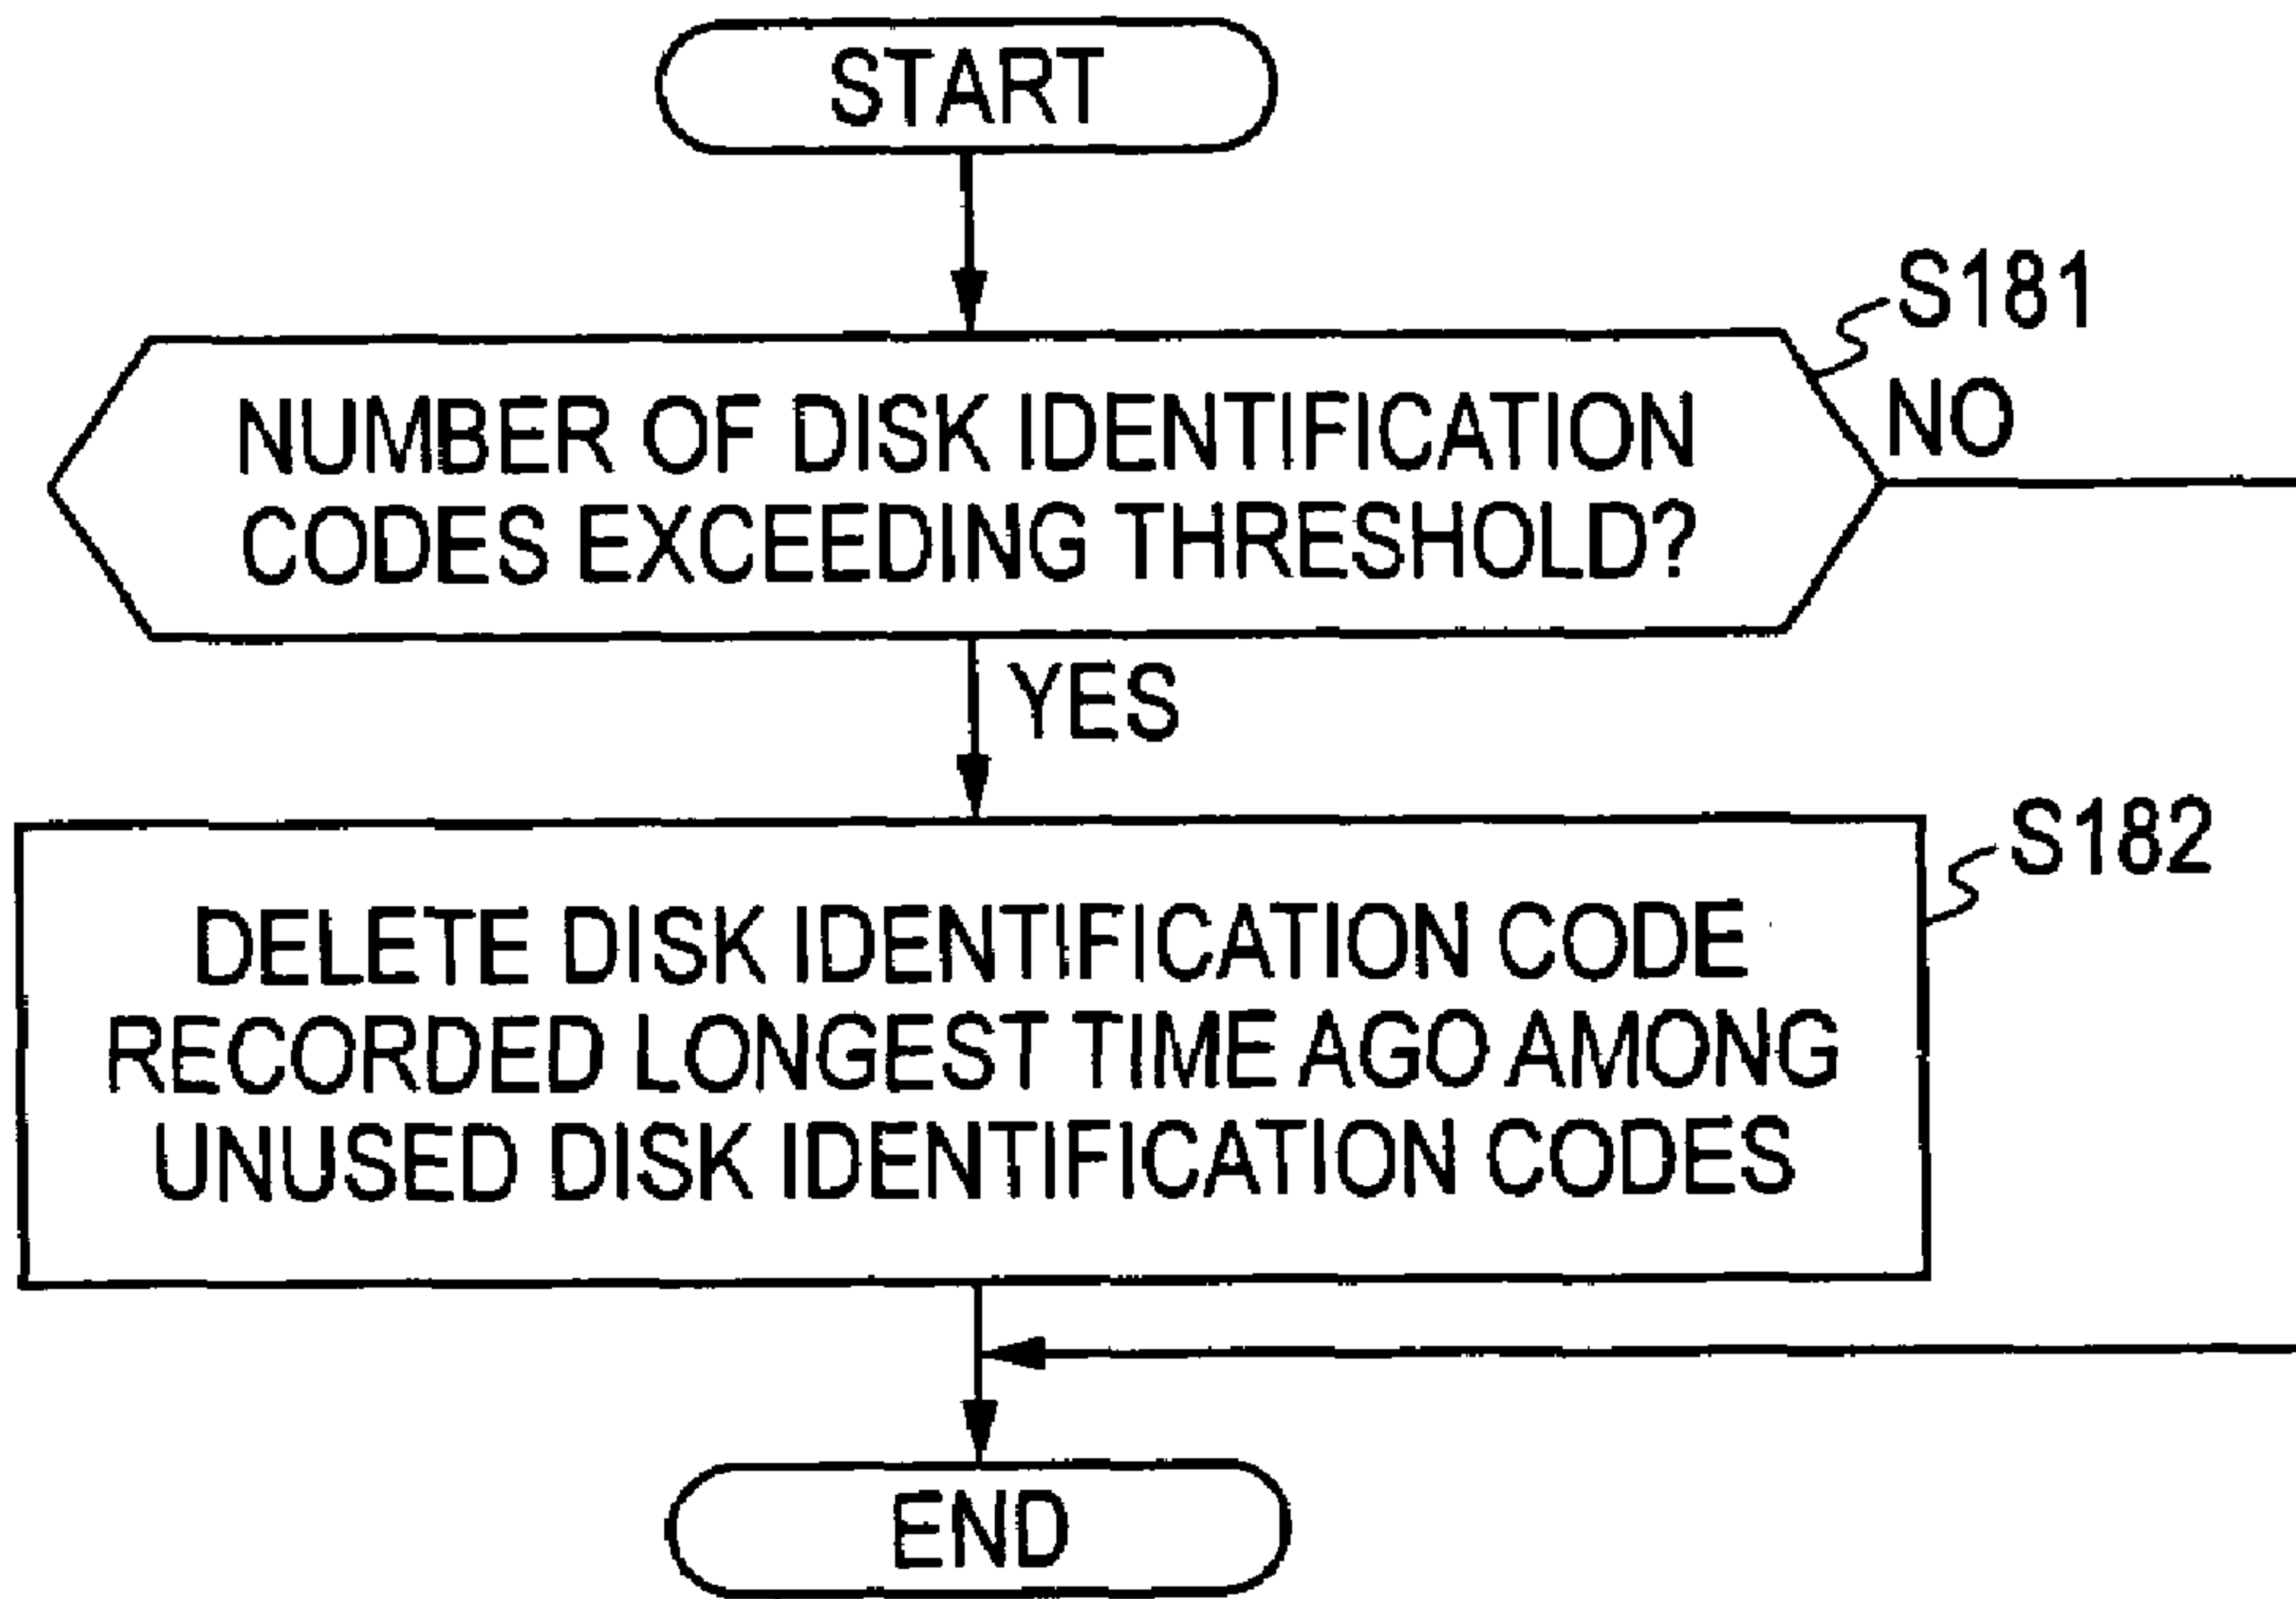 START
S181
NUMBER OF DISK IDENTIFICATION
CODES EXCEEDING THRESHOLD?
NO
YES
S182
DELETE DISK IDENTIFICATION CODE
RECORDED LONGEST TIME AGO AMONG
UNUSED DISK IDENTIFICATION CODES
END